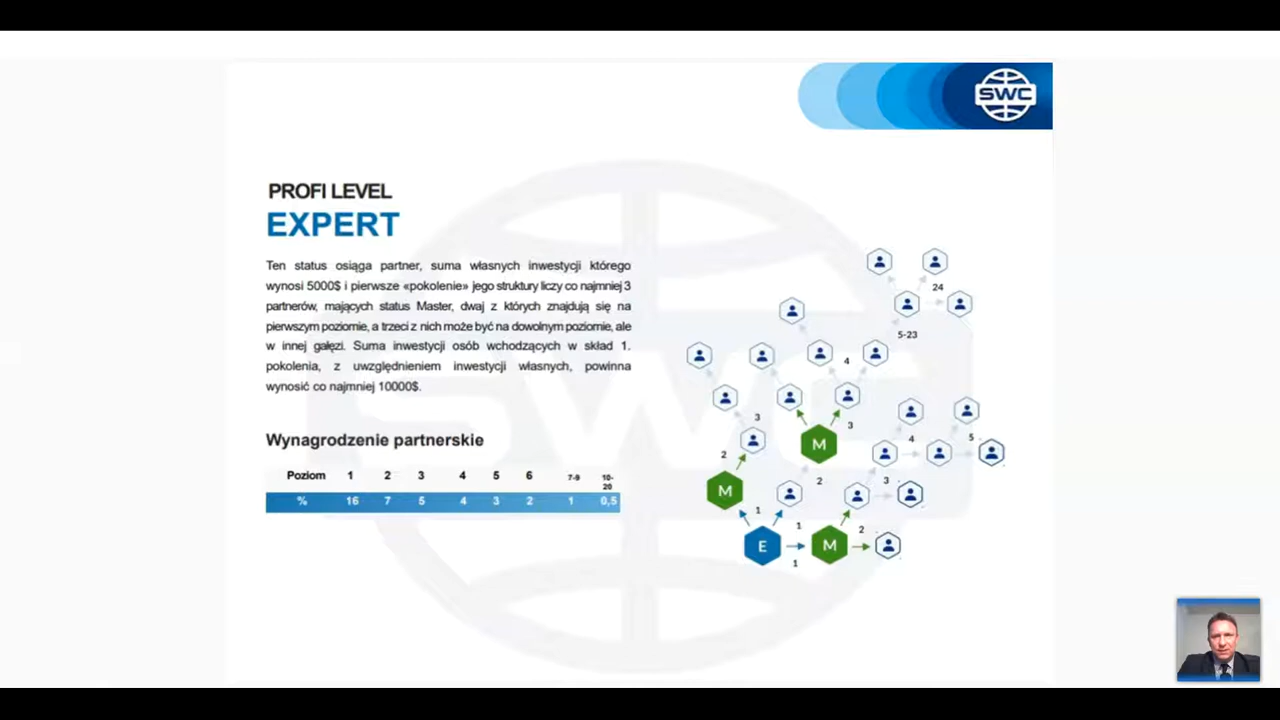 SWC
PROFI LEVEL
EXPERT
Ten status osiąga partner, suma własnych inwestycji którego
wynosi 5000$ i pierwsze «pokolenie» jego struktury liczy co najmniej 3
partnerów, mających status Master, dwaj z których znajdują się na
pierwszym poziomie, a trzeci z nich może być na dowolnym poziomie, ale
w innej gałęzi. Suma inwestycji osób wchodzących w skład 1.
pokolenia, z uwzględnieniem inwestycji własnych, powinna
wynosić co najmniej 10000$.
Wynagrodzenie partnerskie
Poziom 1 2 3 4 5 6 7-9 10-20
% 16 7 5 4 3 2 1 0,5
24
5-23
4
3
3
4
5
2
M
2
3
M
1
1
2
E
M
1
SWC